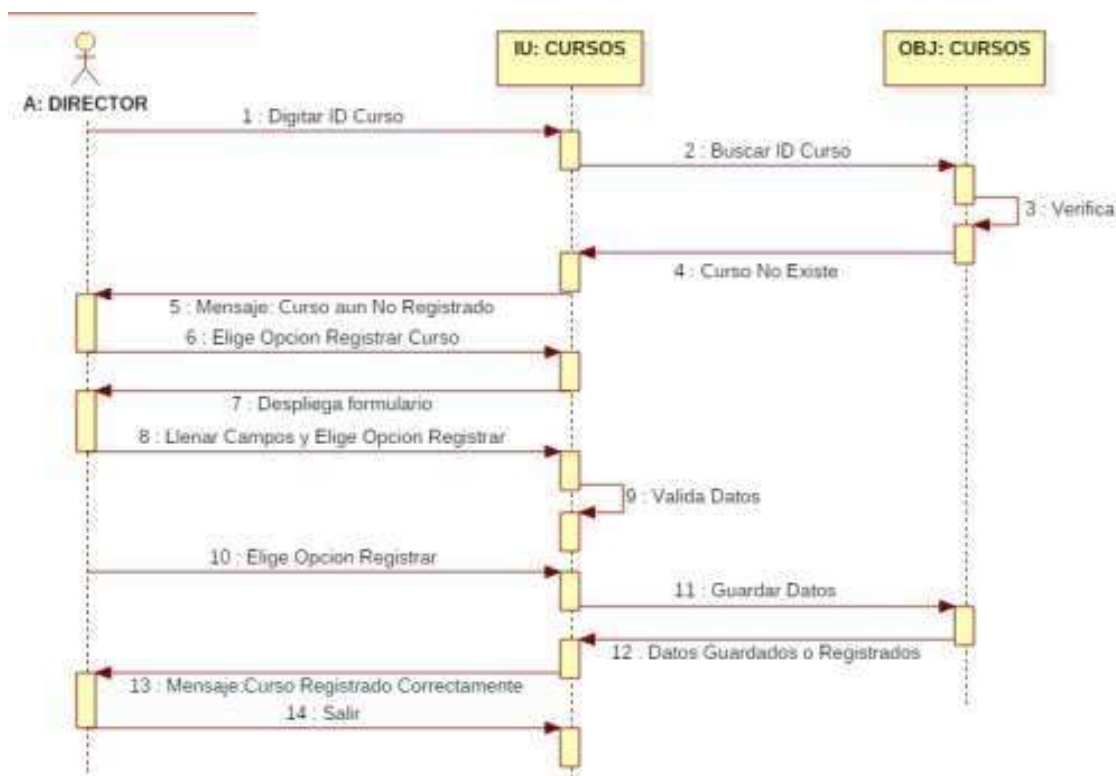 IU: CURSOS
OBJ: CURSOS
A: DIRECTOR
1 : Digitar ID Curso
2 : Buscar ID Curso
3 : Verifica
4 : Curso No Existe
5 : Mensaje: Curso aun No Registrado
6 : Elige Opcion Registrar Curso
7 : Despliega formulario
8 : Llenar Campos y Elige Opcion Registrar
9 : Valida Datos
10 : Elige Opcion Registrar
11 : Guardar Datos
12 : Datos Guardados o Registrados
13 : Mensaje:Curso Registrado Correctamente
14 : Salir